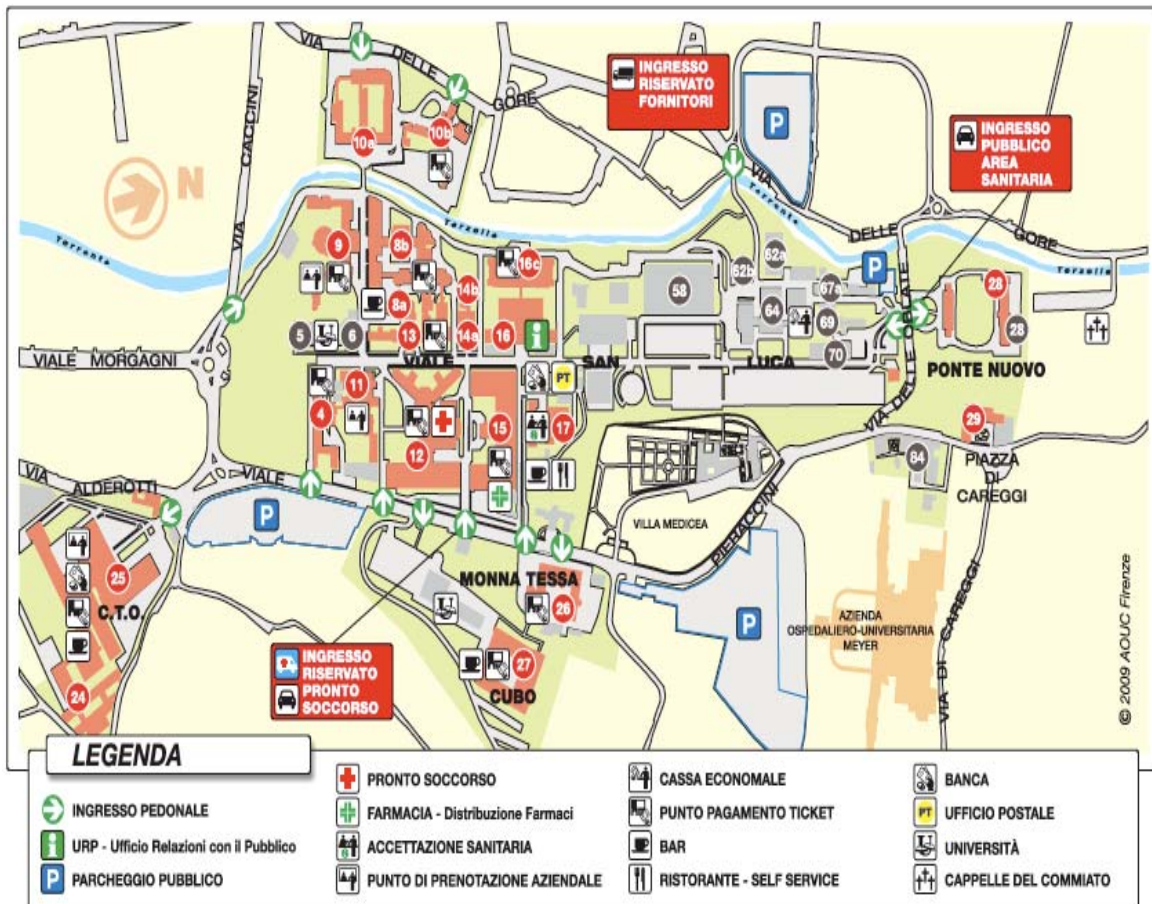 VIA
DELLE
GORE
VIA CACCINI
N
INGRESSO
RISERVATO
FORNITORI
INGRESSO
PUBBLICO
AREA
SANITARIA
P
VIA
DELLE
GORE
10a
10b
Torrente
Terzolle
Torrente
Terzolle
9
8b
16c
14b
8a
5
6
13
14a
16
58
62b
62a
67a
P
64
69
70
28
28
VIALE MORGAGNI
VIALE
SAN
LUCA
PONTE NUOVO
VIA DELLE OBLATE
PT
11
4
12
15
17
29
84
PIAZZA
DI
CAREGGI
VIA
ALDEROTTI
VIALE
PIERACCINI
P
VILLA MEDICEA
MONNA TESSA
26
25
C.T.O.
24
27
CUBO
P
AZIENDA
OSPEDALIERO-UNIVERSITARIA
MEYER
VIA DI CAREGGI
INGRESSO
RISERVATO
PRONTO
SOCCORSO
© 2009 AOUC Firenze
LEGENDA
INGRESSO PEDONALE
URP - Ufficio Relazioni con il Pubblico
P PARCHEGGIO PUBBLICO
PRONTO SOCCORSO
FARMACIA - Distribuzione Farmaci
ACCETTAZIONE SANITARIA
PUNTO DI PRENOTAZIONE AZIENDALE
CASSA ECONOMALE
PUNTO PAGAMENTO TICKET
BAR
RISTORANTE - SELF SERVICE
BANCA
PT UFFICIO POSTALE
UNIVERSITÀ
CAPPELLE DEL COMMIATO